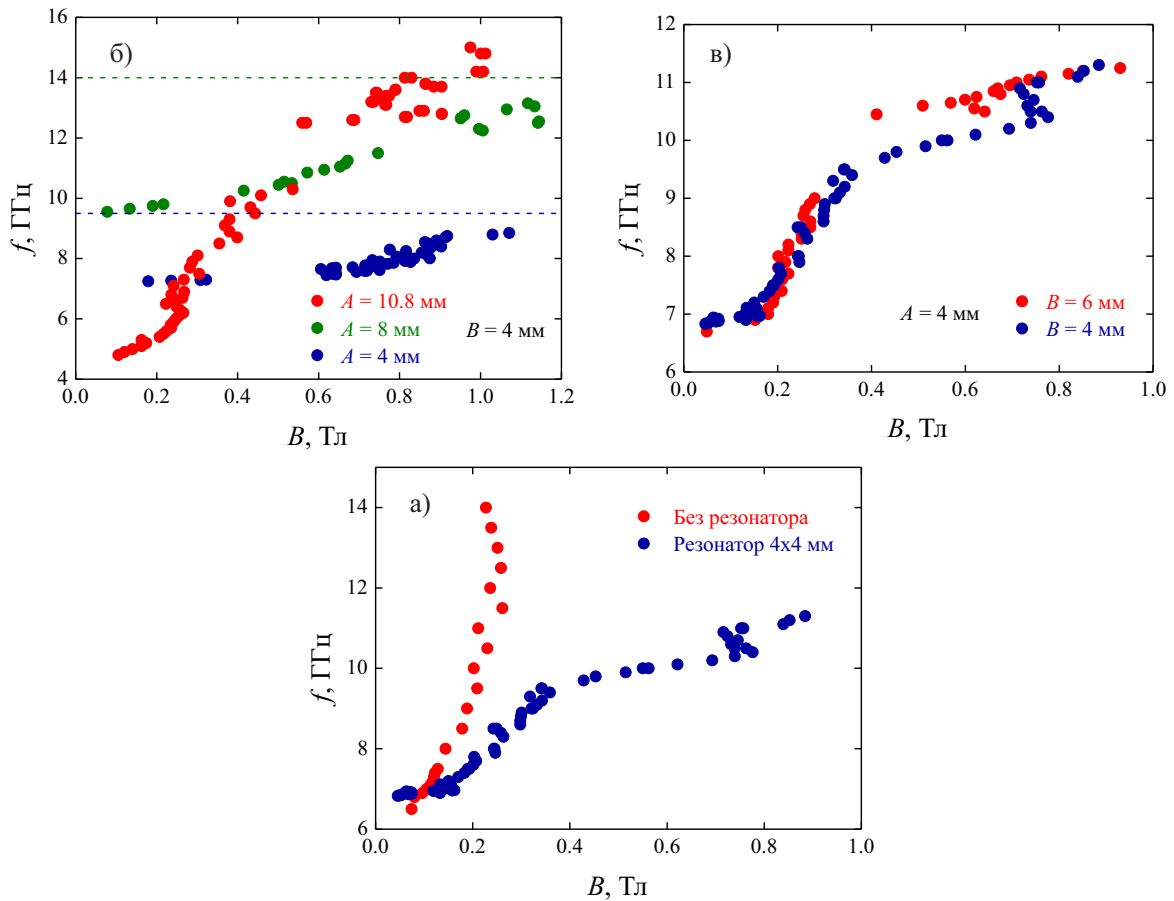 б)
16
14
12
10
8
6
4
f, ГГц
A = 10.8 мм
A = 8 мм
B = 4 мм
A = 4 мм
0.0 0.2 0.4 0.6 0.8 1.0 1.2
B, Тл
в)
12
11
10
9
8
7
6
f, ГГц
B = 6 мм
A = 4 мм
B = 4 мм
0.0 0.2 0.4 0.6 0.8 1.0
B, Тл
а)
14
12
10
8
6
f, ГГц
Без резонатора
Резонатор 4x4 мм
0.0 0.2 0.4 0.6 0.8 1.0
B, Тл